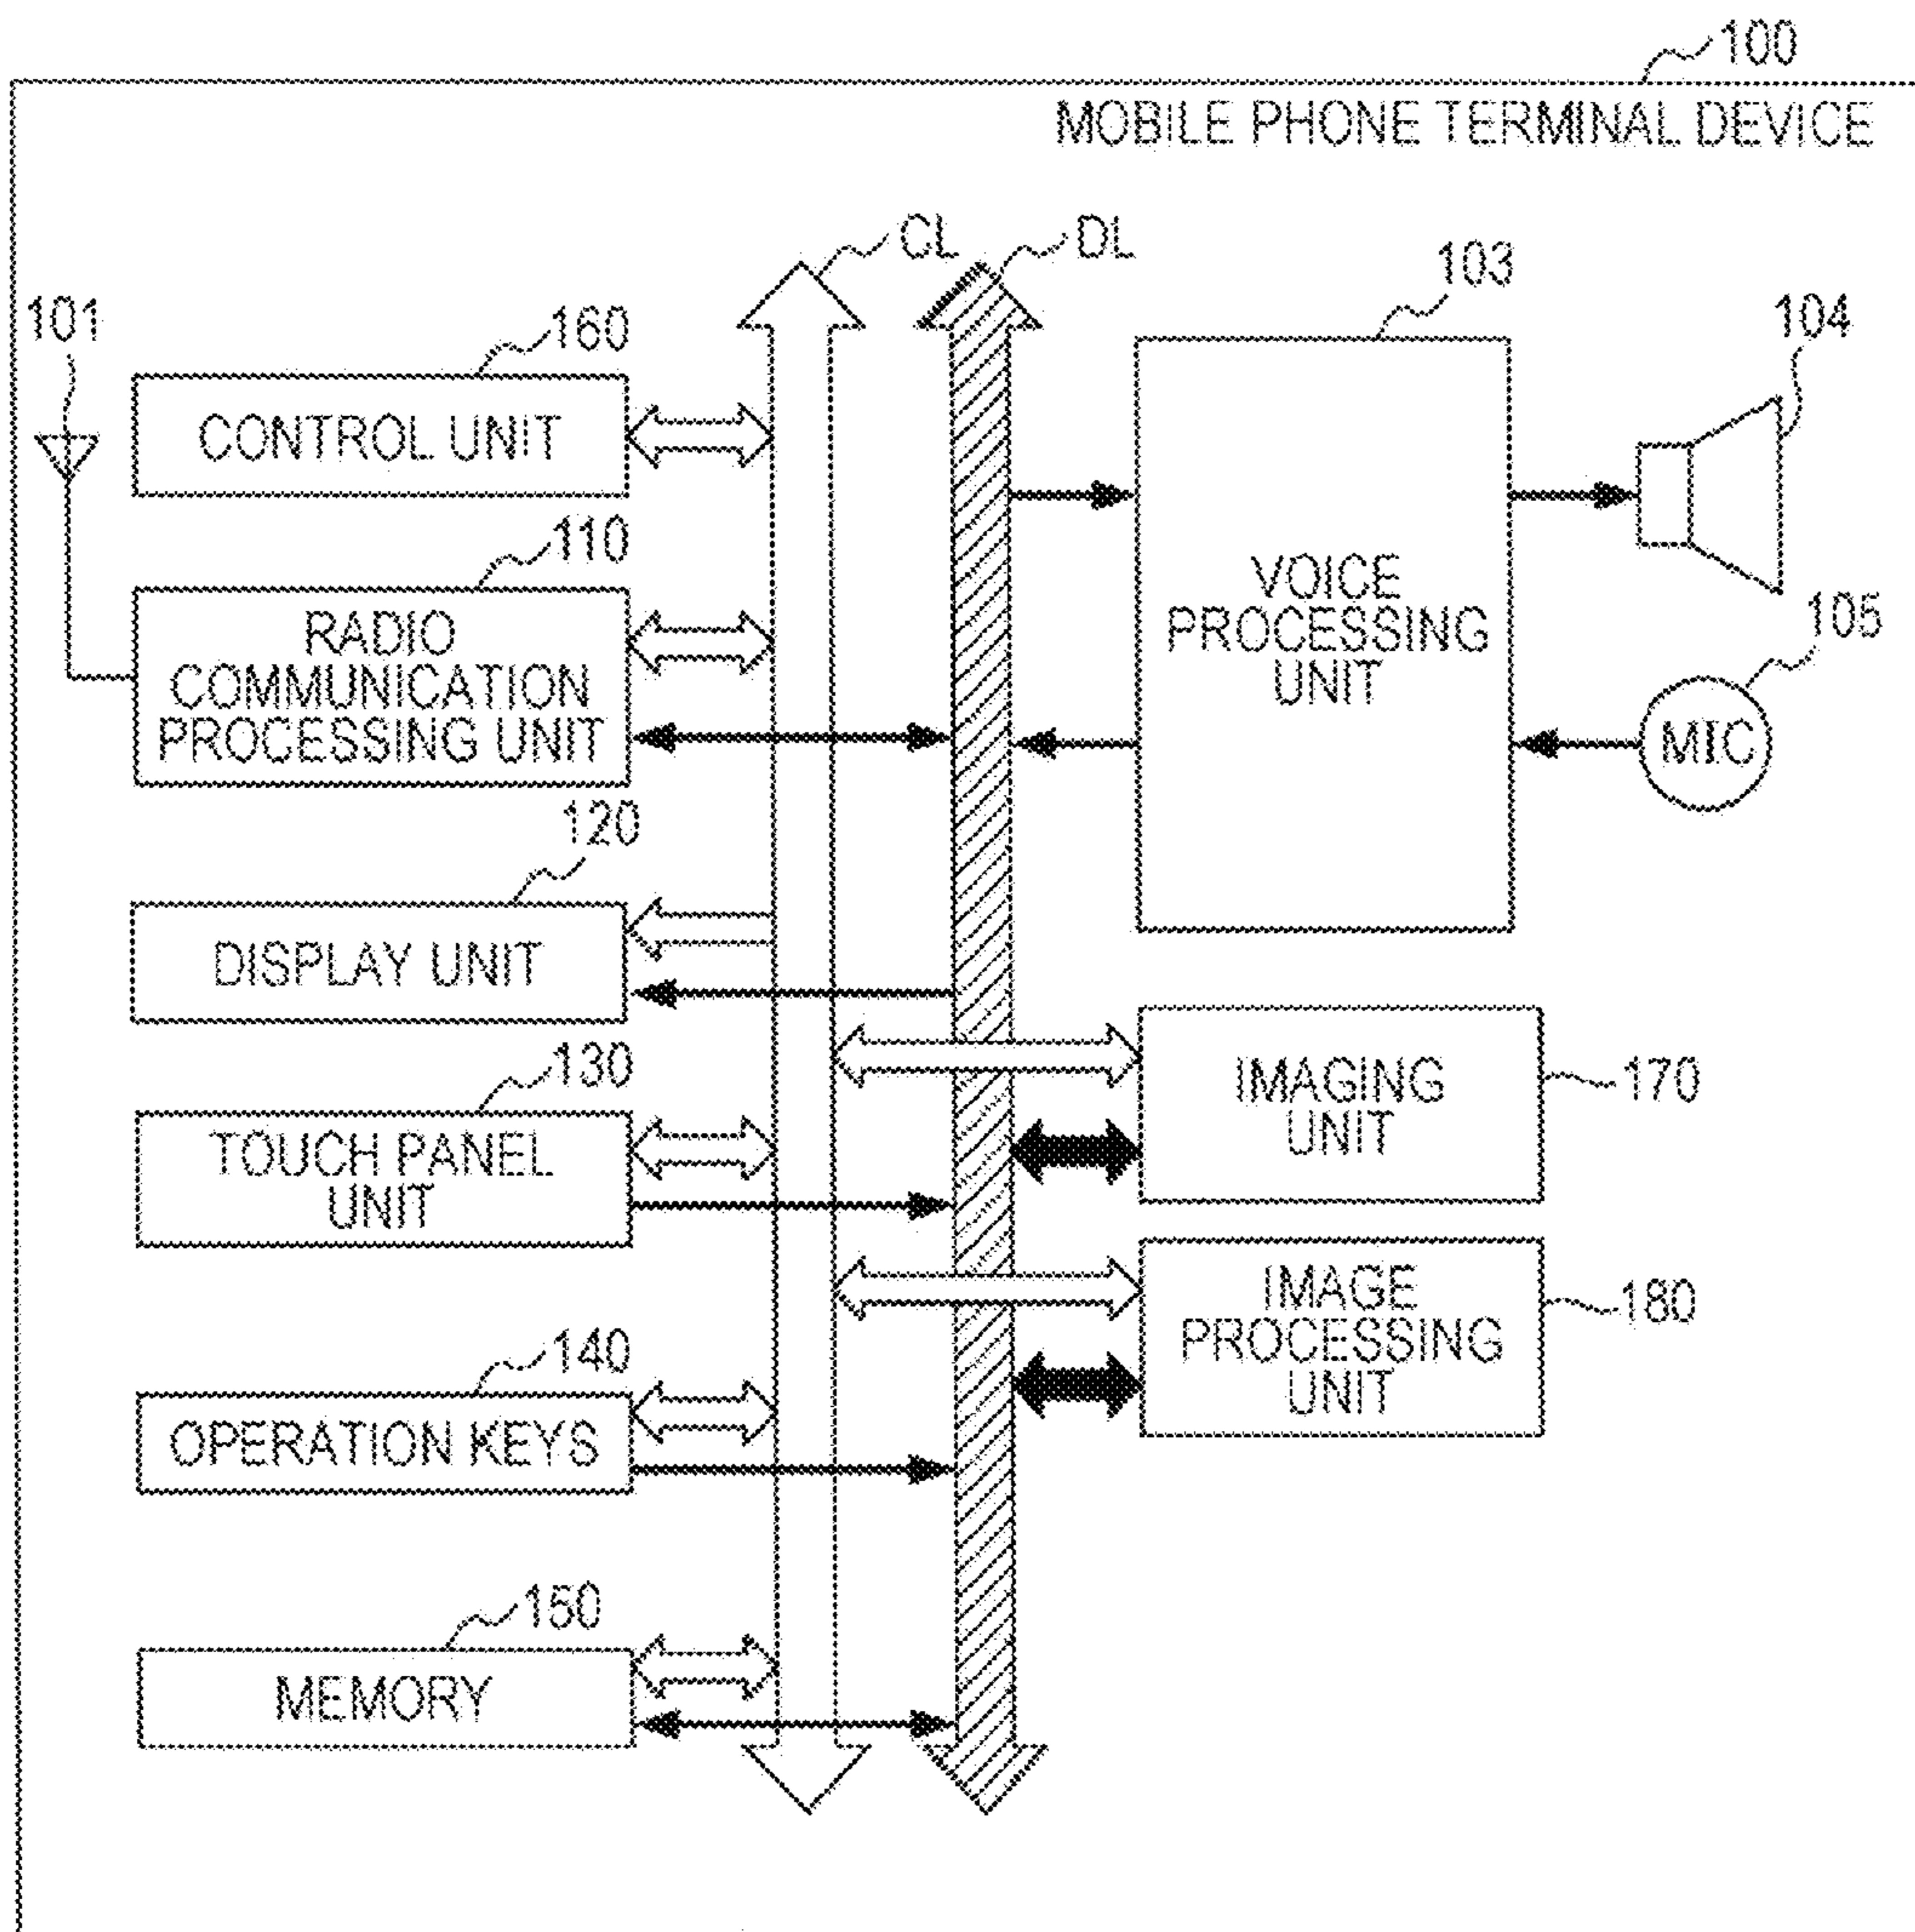 100
MOBILE PHONE TERMINAL DEVICE
CL
DL
103
101
160
104
CONTROL UNIT
110
RADIO
COMMUNICATION
PROCESSING UNIT
VOICE
PROCESSING
UNIT
105
MIC
120
DISPLAY UNIT
130
TOUCH PANEL
UNIT
IMAGING
UNIT
170
IMAGE
PROCESSING
UNIT
180
140
OPERATION KEYS
150
MEMORY